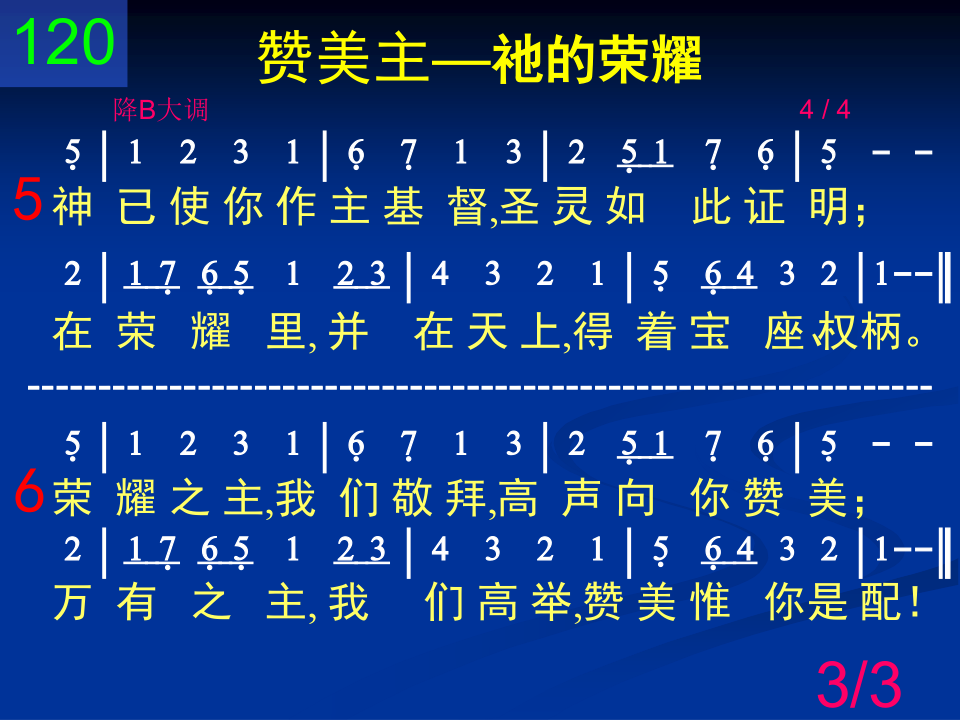 120
赞美主—祂的荣耀
降B大调 4 / 4
5̣ | 1 2 3 1 | 6̣ 7̣ 1 3 | 2 5̣ 1 7̣ 6̣ | 5̣ - -
5 神 已 使 你 作 主 基 督,圣 灵 如 此 证 明；
2 | 1 7̣ 6̣ 5̣ 1 2 3 | 4 3 2 1 | 5̣ 6̣ 4 3 2 | 1 - - ‖
在 荣 耀 里, 并 在 天 上,得 着 宝 座、权柄。
----------------------------------------------------------------
5̣ | 1 2 3 1 | 6̣ 7̣ 1 3 | 2 5̣ 1 7̣ 6̣ | 5̣ - -
6 荣 耀 之 主,我 们 敬 拜,高 声 向 你 赞 美；
2 | 1 7̣ 6̣ 5̣ 1 2 3 | 4 3 2 1 | 5̣ 6̣ 4 3 2 | 1 - - ‖
万 有 之 主, 我 们 高 举,赞 美 惟 你是 配！
3/3